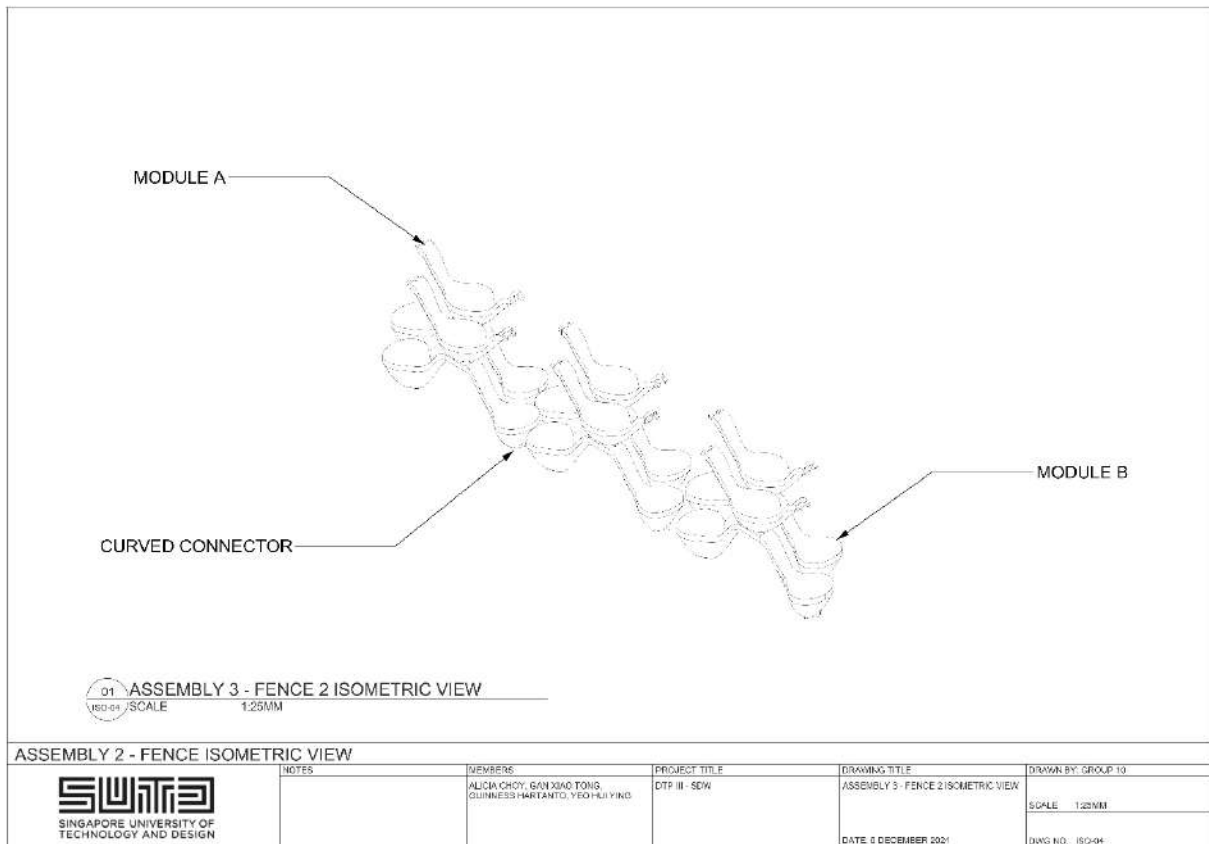 MODULE A
MODULE B
CURVED CONNECTOR
01 ASSEMBLY 3 - FENCE 2 ISOMETRIC VIEW
ISO-04 SCALE 1:25MM
ASSEMBLY 2 - FENCE ISOMETRIC VIEW
SUTD
SINGAPORE UNIVERSITY OF
TECHNOLOGY AND DESIGN
NOTES
MEMBERS
ALICIA CHOY, GAN XIAO TONG,
GUINNESS HARTANTO, YEO HUI YING
PROJECT TITLE
DTP III - SDW
DRAWING TITLE
ASSEMBLY 3 - FENCE 2 ISOMETRIC VIEW
DATE: DECEMBER 2024
DRAWN BY: GROUP 10
SCALE 1:25MM
DWG NO. ISO-04